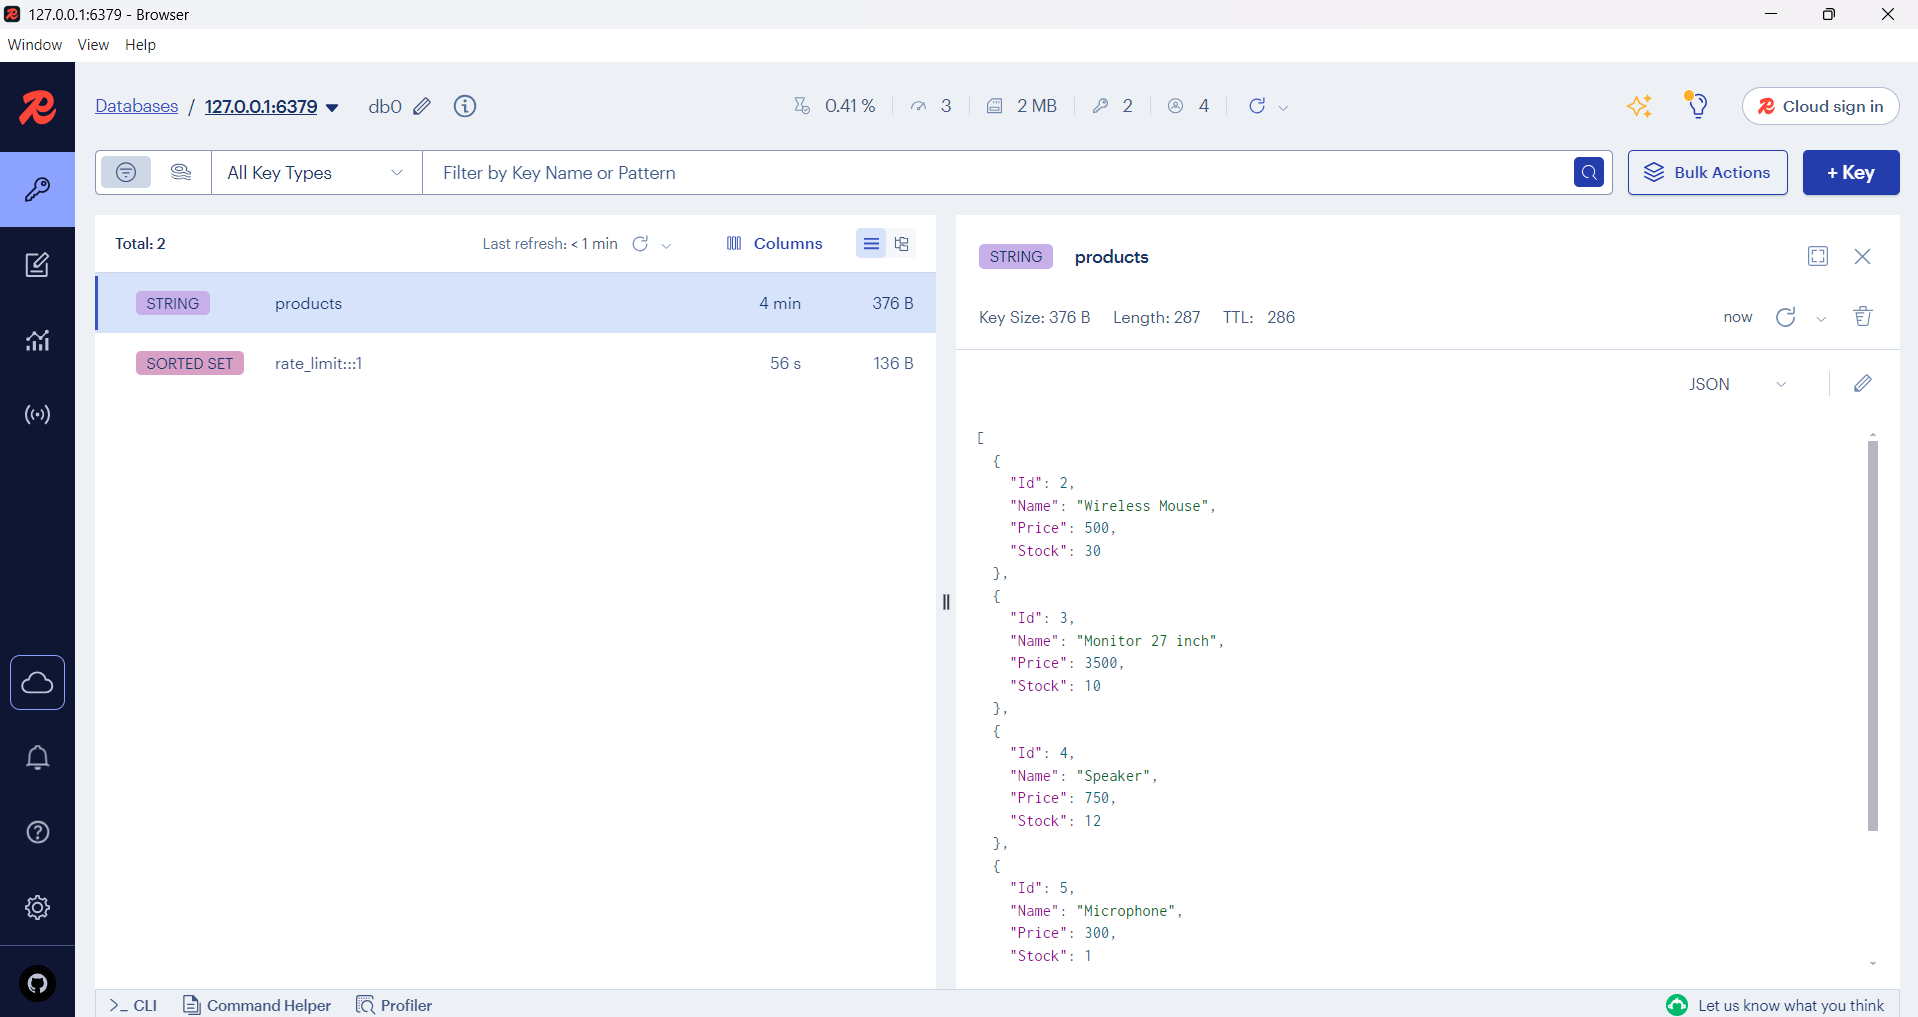 127.0.0.1:6379 - Browser
Window View Help
Databases / 127.0.0.1:6379 db0 0.41 % 3 2 MB 2 4 Cloud sign in
All Key Types Filter by Key Name or Pattern Bulk Actions + Key
Total: 2 Last refresh: < 1 min Columns
STRING products 4 min 376 B
SORTED SET rate_limit:::1 56 s 136 B
STRING products
Key Size: 376 B Length: 287 TTL: 286 now
JSON
[
{
"Id": 2,
"Name": "Wireless Mouse",
"Price": 500,
"Stock": 30
},
{
"Id": 3,
"Name": "Monitor 27 inch",
"Price": 3500,
"Stock": 10
},
{
"Id": 4,
"Name": "Speaker",
"Price": 750,
"Stock": 12
},
{
"Id": 5,
"Name": "Microphone",
"Price": 300,
"Stock": 1
>_ CLI Command Helper Profiler Let us know what you think